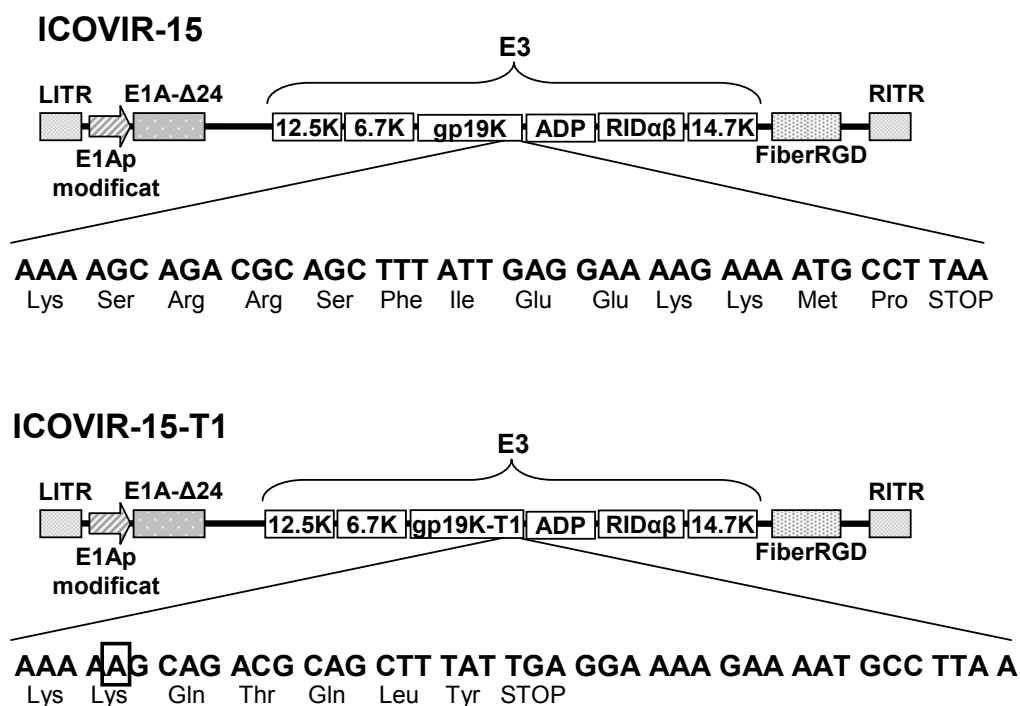 ICOVIR-15
E3
LITR E1A-Δ24 RITR
12.5K 6.7K gp19K ADP RIDαβ 14.7K
E1Ap FiberRGD
modificat
AAA AGC AGA CGC AGC TTT ATT GAG GAA AAG AAA ATG CCT TAA
Lys Ser Arg Arg Ser Phe Ile Glu Glu Lys Lys Met Pro STOP
ICOVIR-15-T1
E3
LITR E1A-Δ24 RITR
12.5K 6.7K gp19K-T1 ADP RIDαβ 14.7K
E1Ap FiberRGD
modificat
AAA AAG CAG ACG CAG CTT TAT TGA GGA AAA GAA AAT GCC TTA A
Lys Lys Gln Thr Gln Leu Tyr STOP